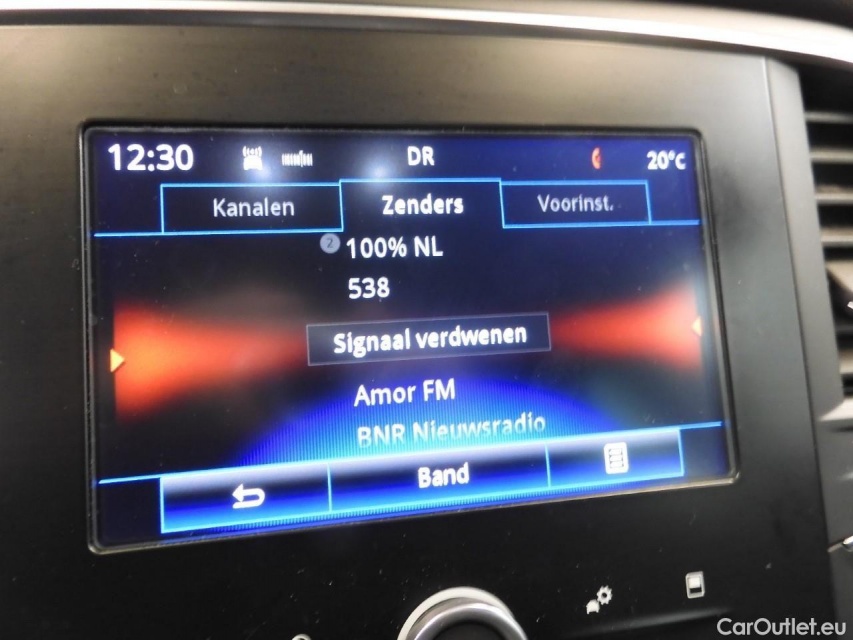 12:30 DR 20°C
Kanalen Zenders Voorinst.
2 100% NL
538
Signaal verdwenen
Amor FM
BNR Nieuwsradio
Band
CarOutlet.eu